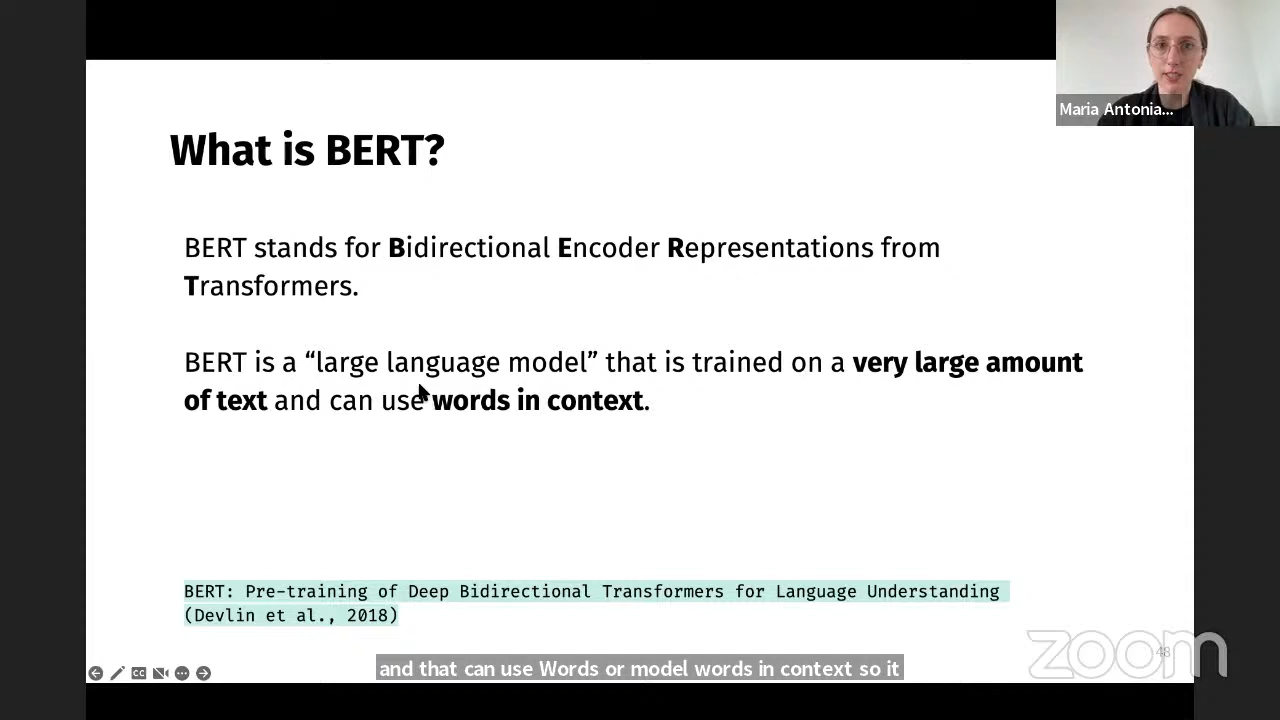 Maria Antonia...
What is BERT?
BERT stands for Bidirectional Encoder Representations from
Transformers.
BERT is a “large language model” that is trained on a very large amount
of text and can use words in context.
BERT: Pre-training of Deep Bidirectional Transformers for Language Understanding
(Devlin et al., 2018)
zoom
48
CC
and that can use Words or model words in context so it